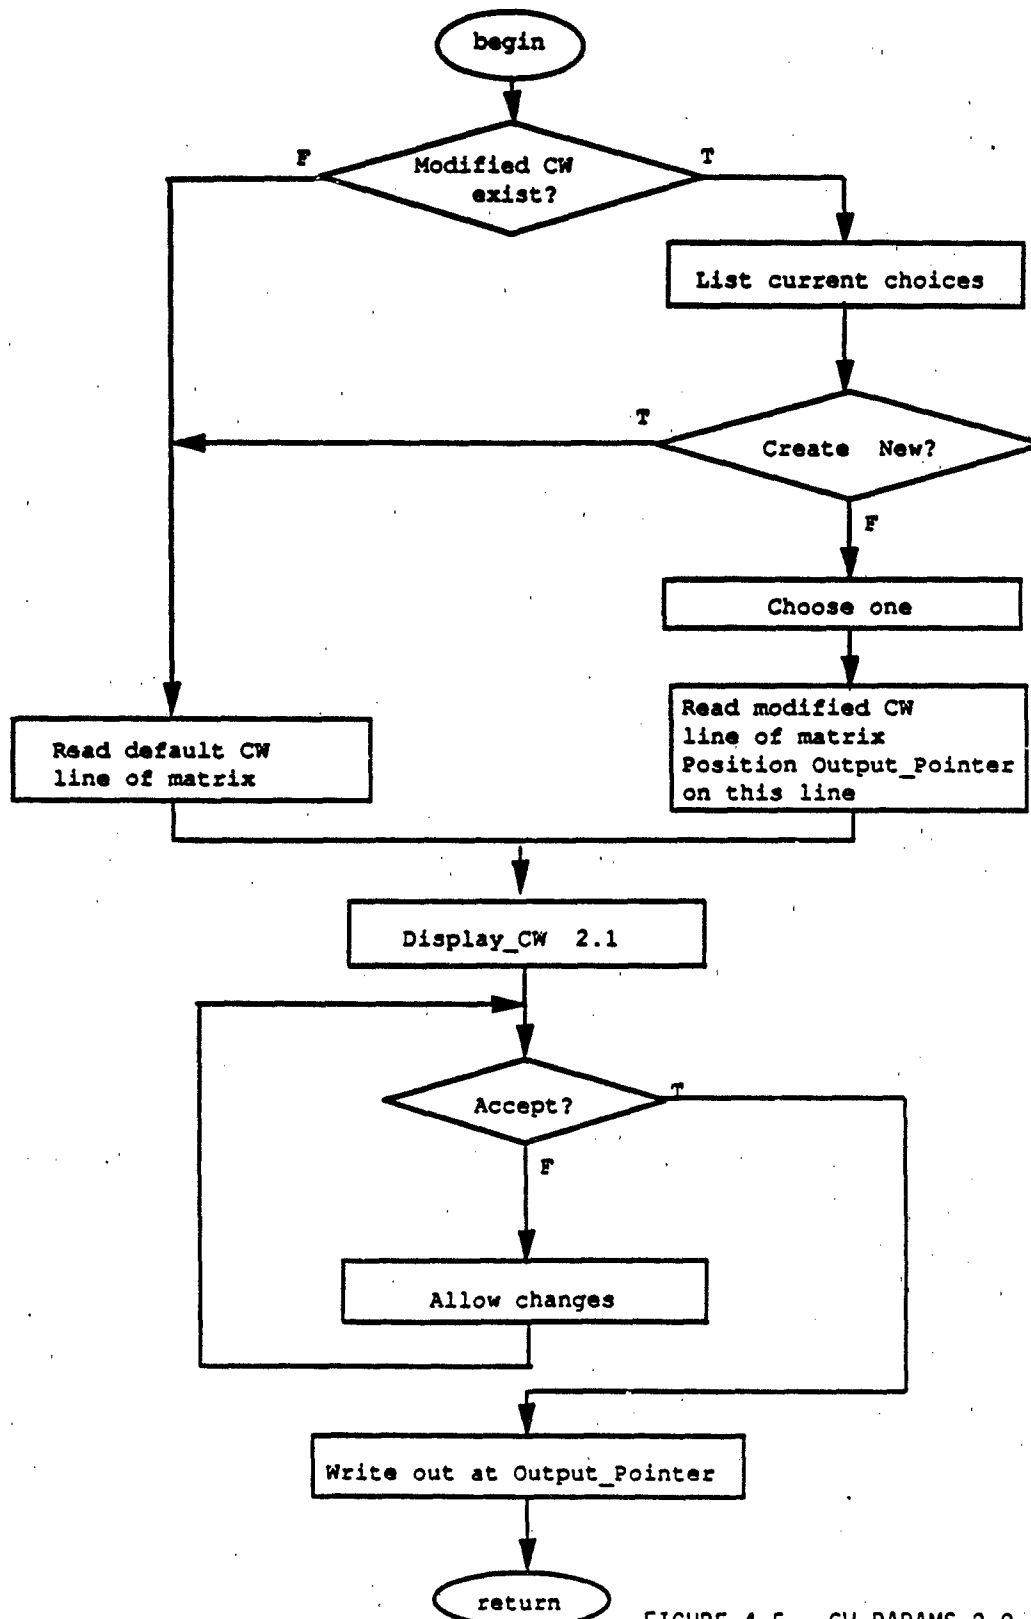 begin
Modified CW
exist?
F
T
List current choices
T
Create New?
F
Choose one
Read default CW
line of matrix
Read modified CW
line of matrix
Position Output_Pointer
on this line
Display_CW 2.1
Accept?
T
F
Allow changes
Write out at Output_Pointer
return